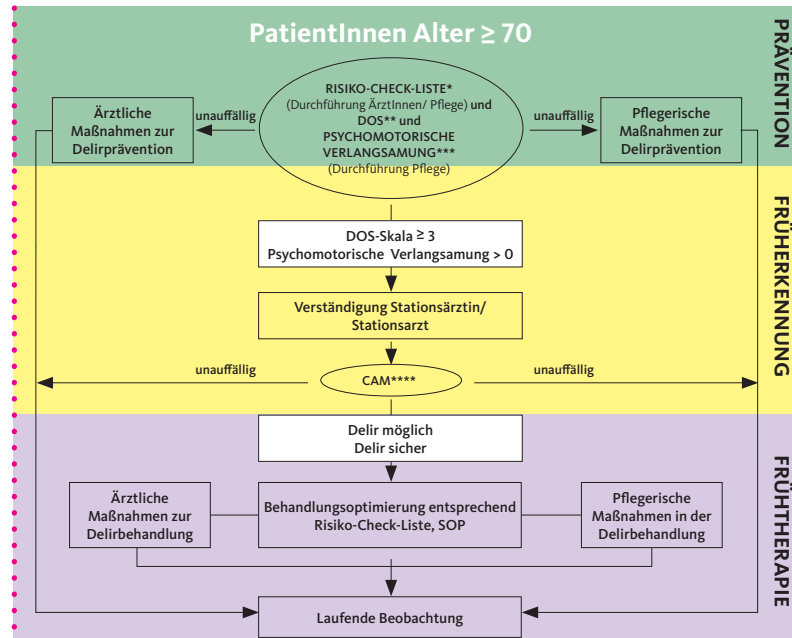 PatientInnen Alter ≥ 70
PRÄVENTION
RISIKO-CHECK-LISTE*
(Durchführung ÄrztInnen/ Pflege) und
DOS** und
PSYCHOMOTORISCHE
VERLANGSAMUNG***
(Durchführung Pflege)
unauffällig
unauffällig
Ärztliche
Maßnahmen zur
Delirprävention
Pflegerische
Maßnahmen zur
Delirprävention
FRÜHERKENNUNG
DOS-Skala ≥ 3
Psychomotorische Verlangsamung > 0
Verständigung Stationsärztin/
Stationsarzt
unauffällig
CAM****
unauffällig
FRÜHTHERAPIE
Delir möglich
Delir sicher
Ärztliche
Maßnahmen zur
Delirbehandlung
Behandlungsoptimierung entsprechend
Risiko-Check-Liste, SOP
Pflegerische
Maßnahmen in der
Delirbehandlung
Laufende Beobachtung